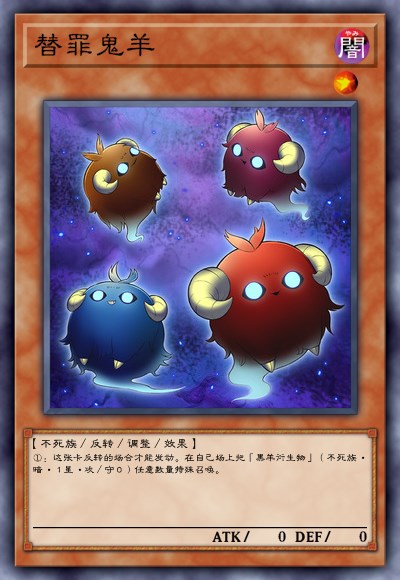 替罪鬼羊
やみ
闇
【不死族／反转／调整／效果】
①：这张卡反转的场合才能发动。在自己场上把「黑羊衍生物」（不死族・
暗・１星・攻／守０）任意数量特殊召唤。
ATK/ 0 DEF/ 0